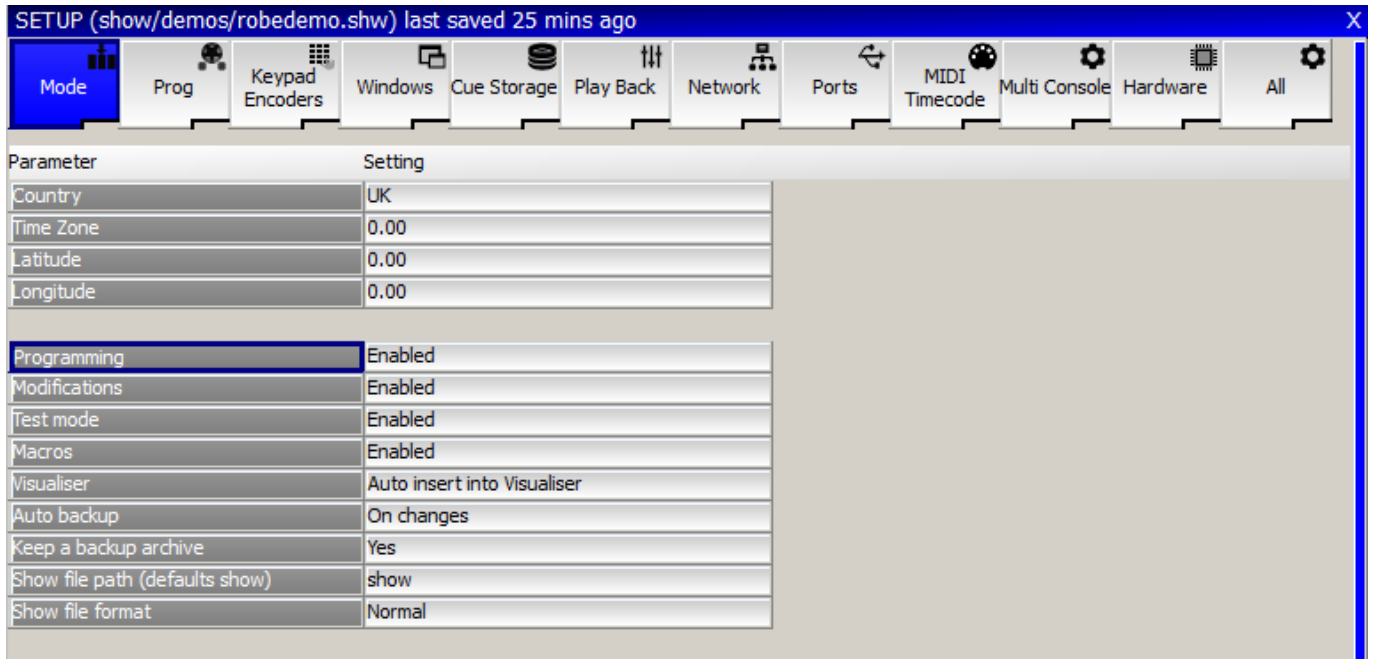 SETUP (show/demos/robedemo.shw) last saved 25 mins ago X
Mode Prog Keypad Encoders Windows Cue Storage Play Back Network Ports MIDI Timecode Multi Console Hardware All
Parameter Setting
Country UK
Time Zone 0.00
Latitude 0.00
Longitude 0.00
Programming Enabled
Modifications Enabled
Test mode Enabled
Macros Enabled
Visualiser Auto insert into Visualiser
Auto backup On changes
Keep a backup archive Yes
Show file path (defaults show) show
Show file format Normal